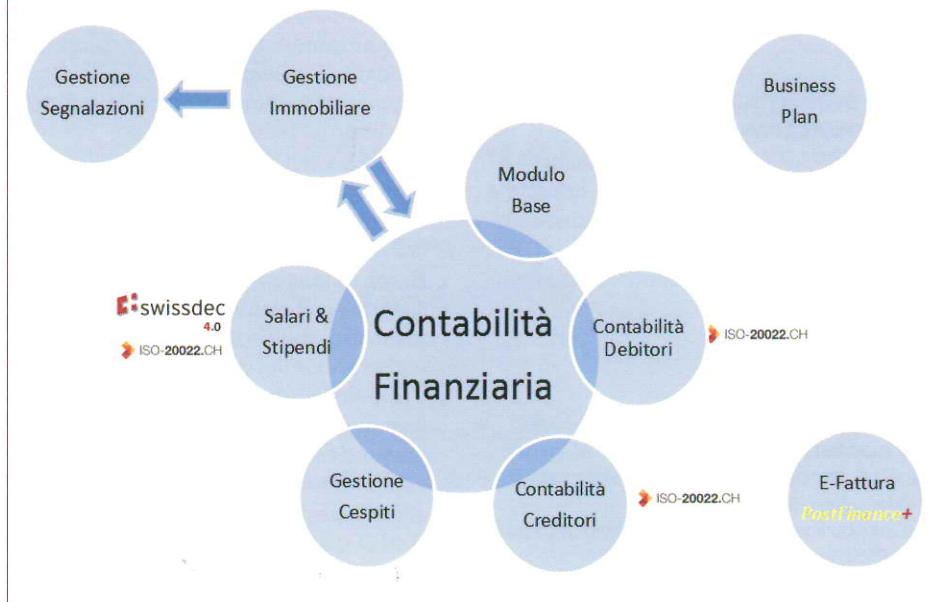 Gestione
Segnalazioni
Gestione
Immobiliare
Business
Plan
Modulo
Base
swissdec
4.0
ISO-20022.CH
Salari &
Stipendi
Contabilità
Finanziaria
Contabilità
Debitori
ISO-20022.CH
Gestione
Cespiti
Contabilità
Creditori
ISO-20022.CH
E-Fattura
PostFinance+